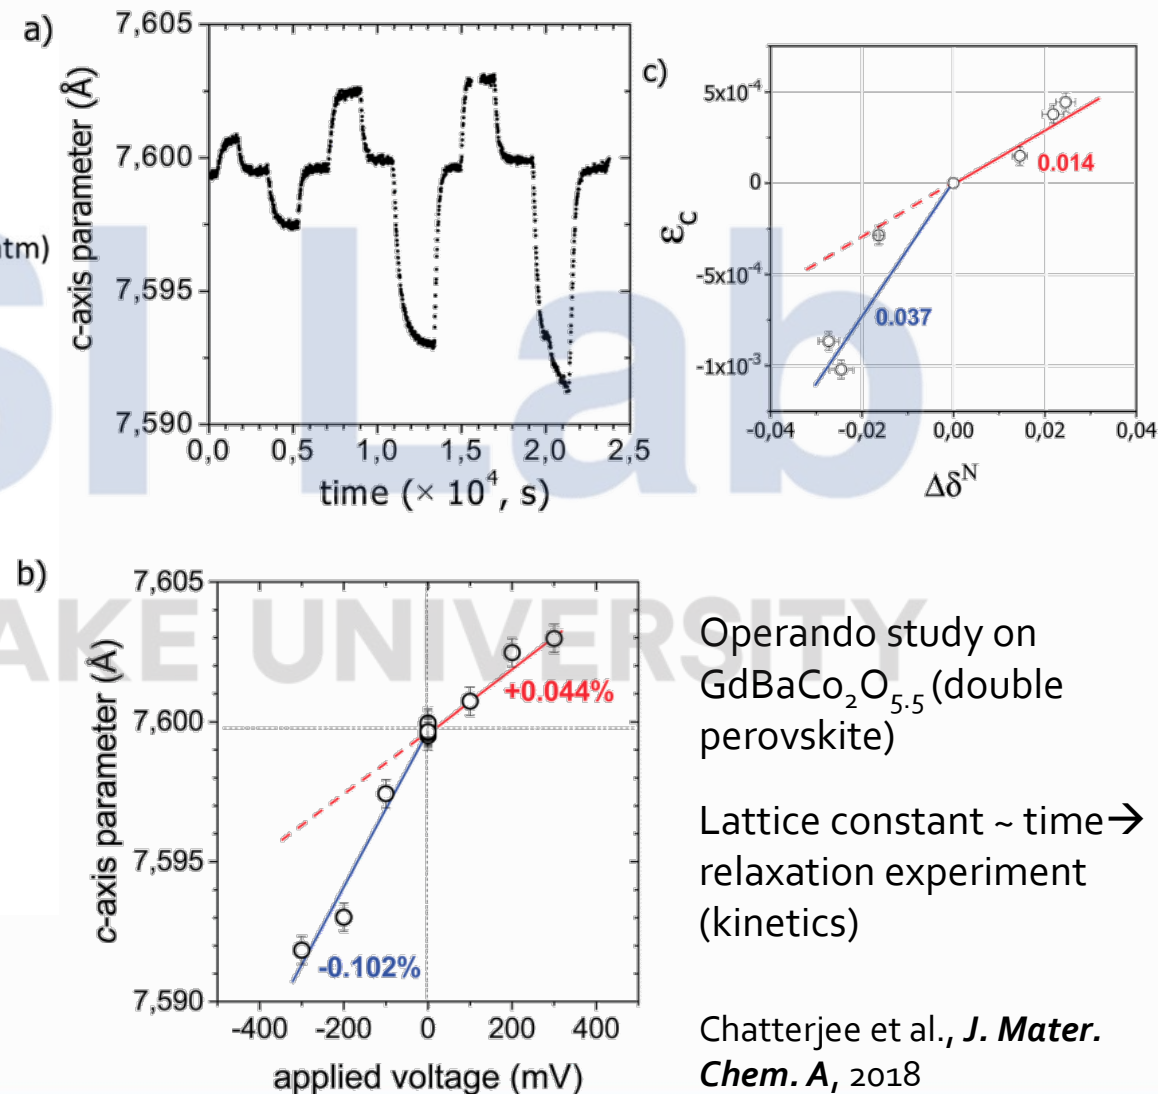 a)
7,605
7,600
7,595
7,590
c-axis parameter (Å)
0,0 0,5 1,0 1,5 2,0 2,5
time (× 10⁴, s)
c)
5x10⁻⁴
0
-5x10⁻⁴
-1x10⁻³
εC
0.014
0.037
-0,04 -0,02 0,00 0,02 0,04
Δδᴺ
atm)
SI Lab
AKE UNIVERSITY
b)
7,605
7,600
7,595
7,590
c-axis parameter (Å)
+0.044%
-0.102%
-400 -200 0 200 400
applied voltage (mV)
Operando study on
GdBaCo₂O₅.₅ (double
perovskite)
Lattice constant ~ time→
relaxation experiment
(kinetics)
Chatterjee et al., J. Mater.
Chem. A, 2018